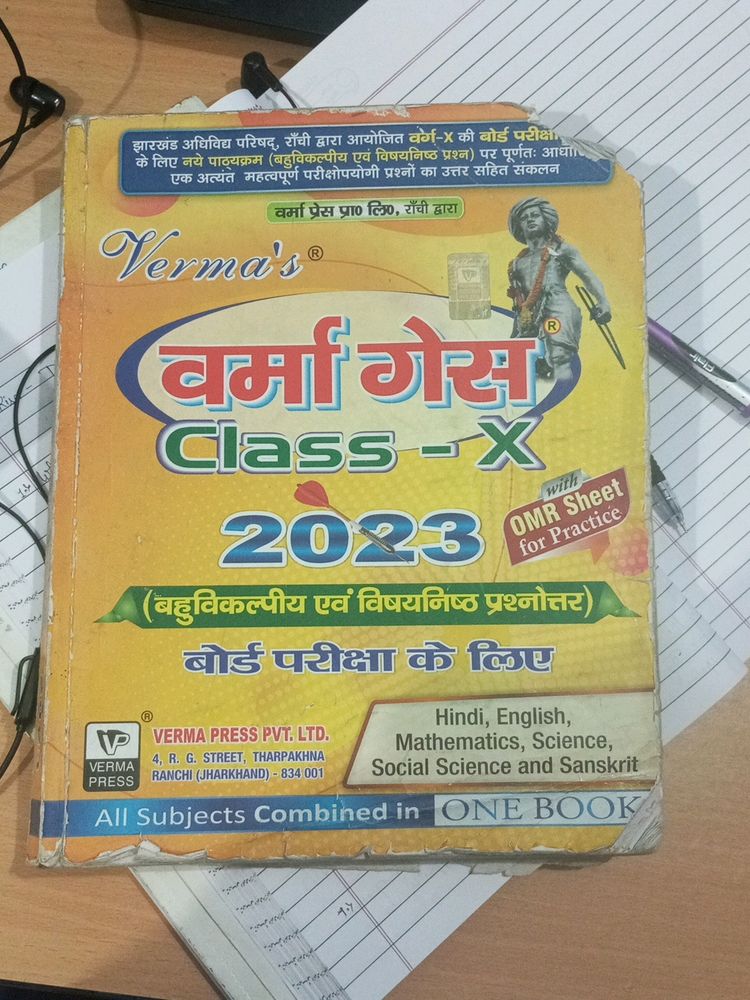 झारखंड अधिविद्य परिषद्, राँची द्वारा आयोजित वर्ग-X की बोर्ड परीक्षा
के लिए नये पाठ्यक्रम (बहुविकल्पीय एवं विषयनिष्ठ प्रश्न) पर पूर्णतः
एक अत्यंत महत्वपूर्ण परीक्षोपयोगी प्रश्नों का उत्तर सहित संकलन
वर्मा प्रेस प्रा० लि०, राँची द्वारा
Verma's ®
वर्मा गेस ®
Class - X
2023
with
OMR Sheet
for Practice
(बहुविकल्पीय एवं विषयनिष्ठ प्रश्नोत्तर)
बोर्ड परीक्षा के लिए
®
VP
VERMA
PRESS
VERMA PRESS PVT. LTD.
4, R. G. STREET, THARPAKHNA
RANCHI (JHARKHAND) - 834 001
Hindi, English,
Mathematics, Science,
Social Science and Sanskrit
All Subjects Combined in ONE BOOK
Flair